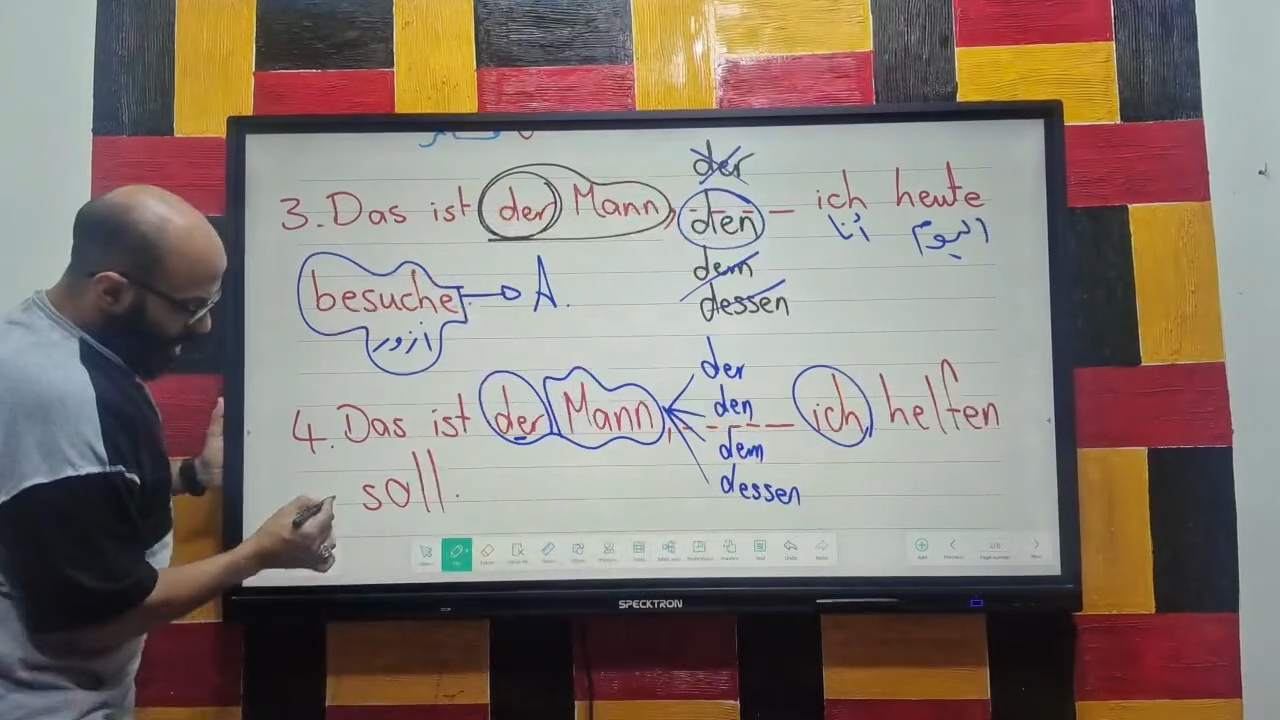 der
3. Das ist der Mann, den ich heute
أنا اليوم
dem
besuche A.
dessen
ازور
der
den
4. Das ist der Mann, ich helfen
dem
soll.
dessen
SPECKTRON